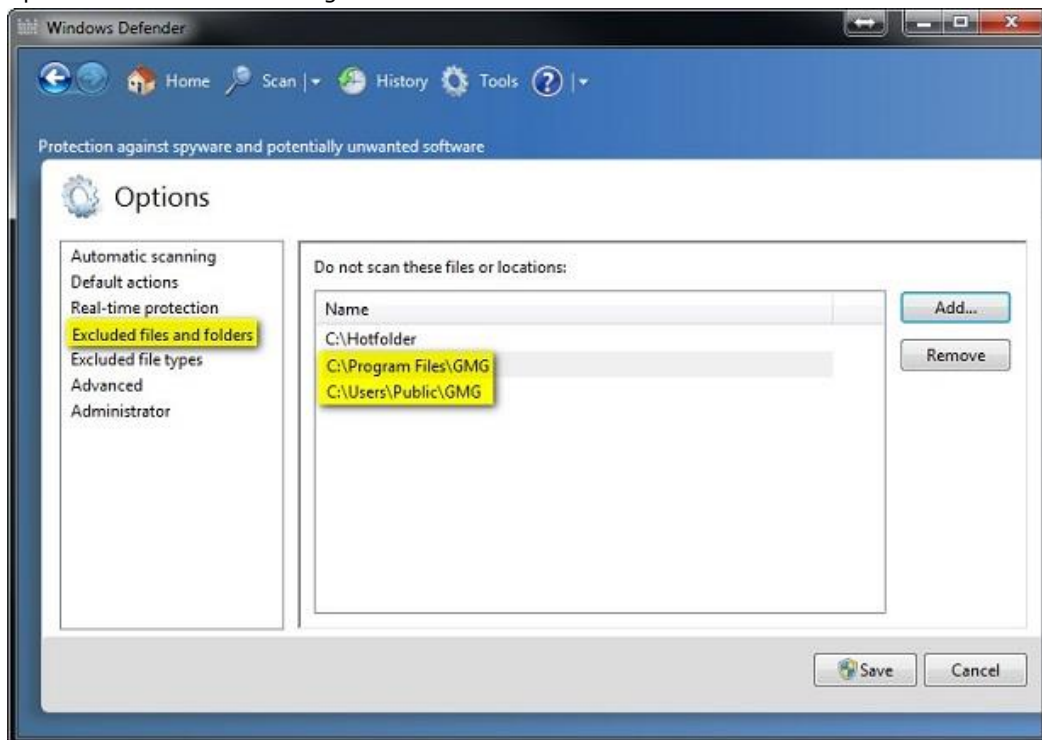 Windows Defender
Home Scan History Tools
Protection against spyware and potentially unwanted software
Options
Automatic scanning
Default actions
Real-time protection
Excluded files and folders
Excluded file types
Advanced
Administrator
Do not scan these files or locations:
Name
C:\Hotfolder
C:\Program Files\GMG
C:\Users\Public\GMG
Add...
Remove
Save Cancel